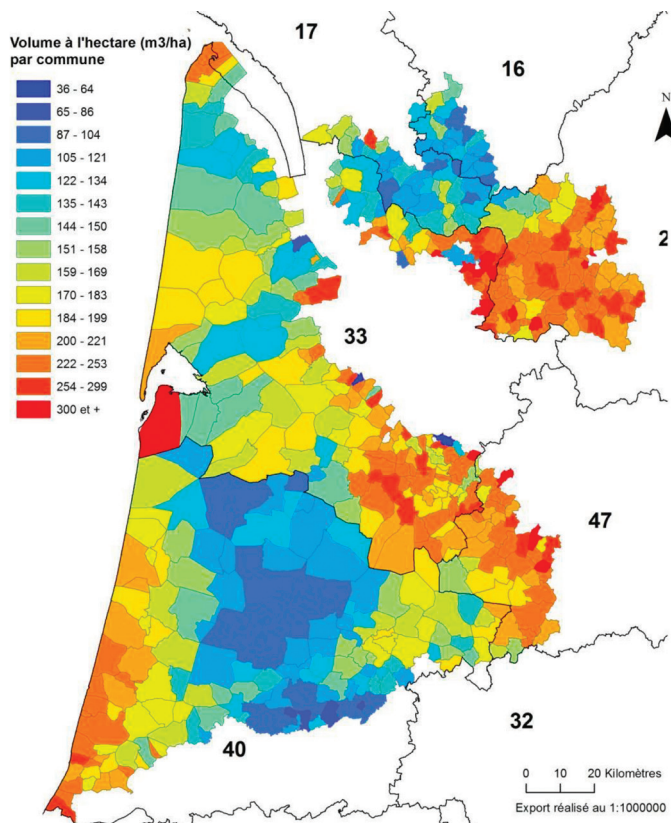 Volume à l'hectare (m3/ha)
par commune
36 - 64
65 - 86
87 - 104
105 - 121
122 - 134
135 - 143
144 - 150
151 - 158
159 - 169
170 - 183
184 - 199
200 - 221
222 - 253
254 - 299
300 et +
17
16
N
2
33
47
32
40
0 10 20 Kilomètres
Export réalisé au 1:1000000